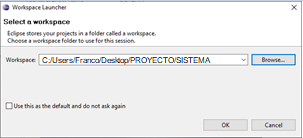 Workspace Launcher
Select a workspace
Eclipse stores your projects in a folder called a workspace.
Choose a workspace folder to use for this session.
Workspace: C:/Users/Franco/Desktop/PROYECTO/SISTEMA Browse...
Use this as the default and do not ask again
OK Cancel